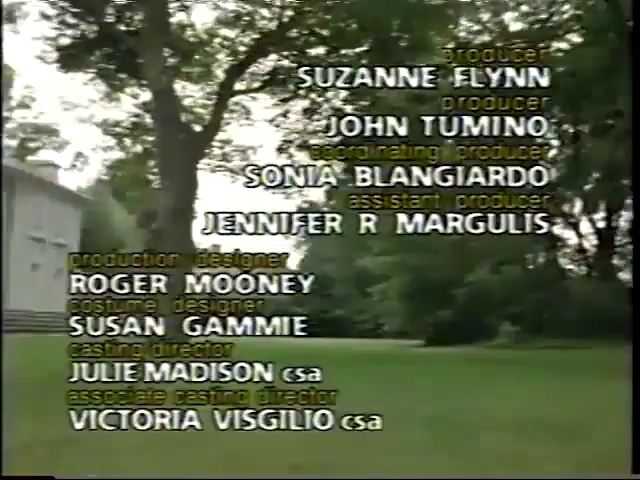 producer
SUZANNE FLYNN
producer
JOHN TUMINO
coordinating producer
SONIA BLANGIARDO
assistant producer
JENNIFER R MARGULIS
production designer
ROGER MOONEY
costume designer
SUSAN GAMMIE
casting director
JULIE MADISON csa
associate casting director
VICTORIA VISGILIO csa